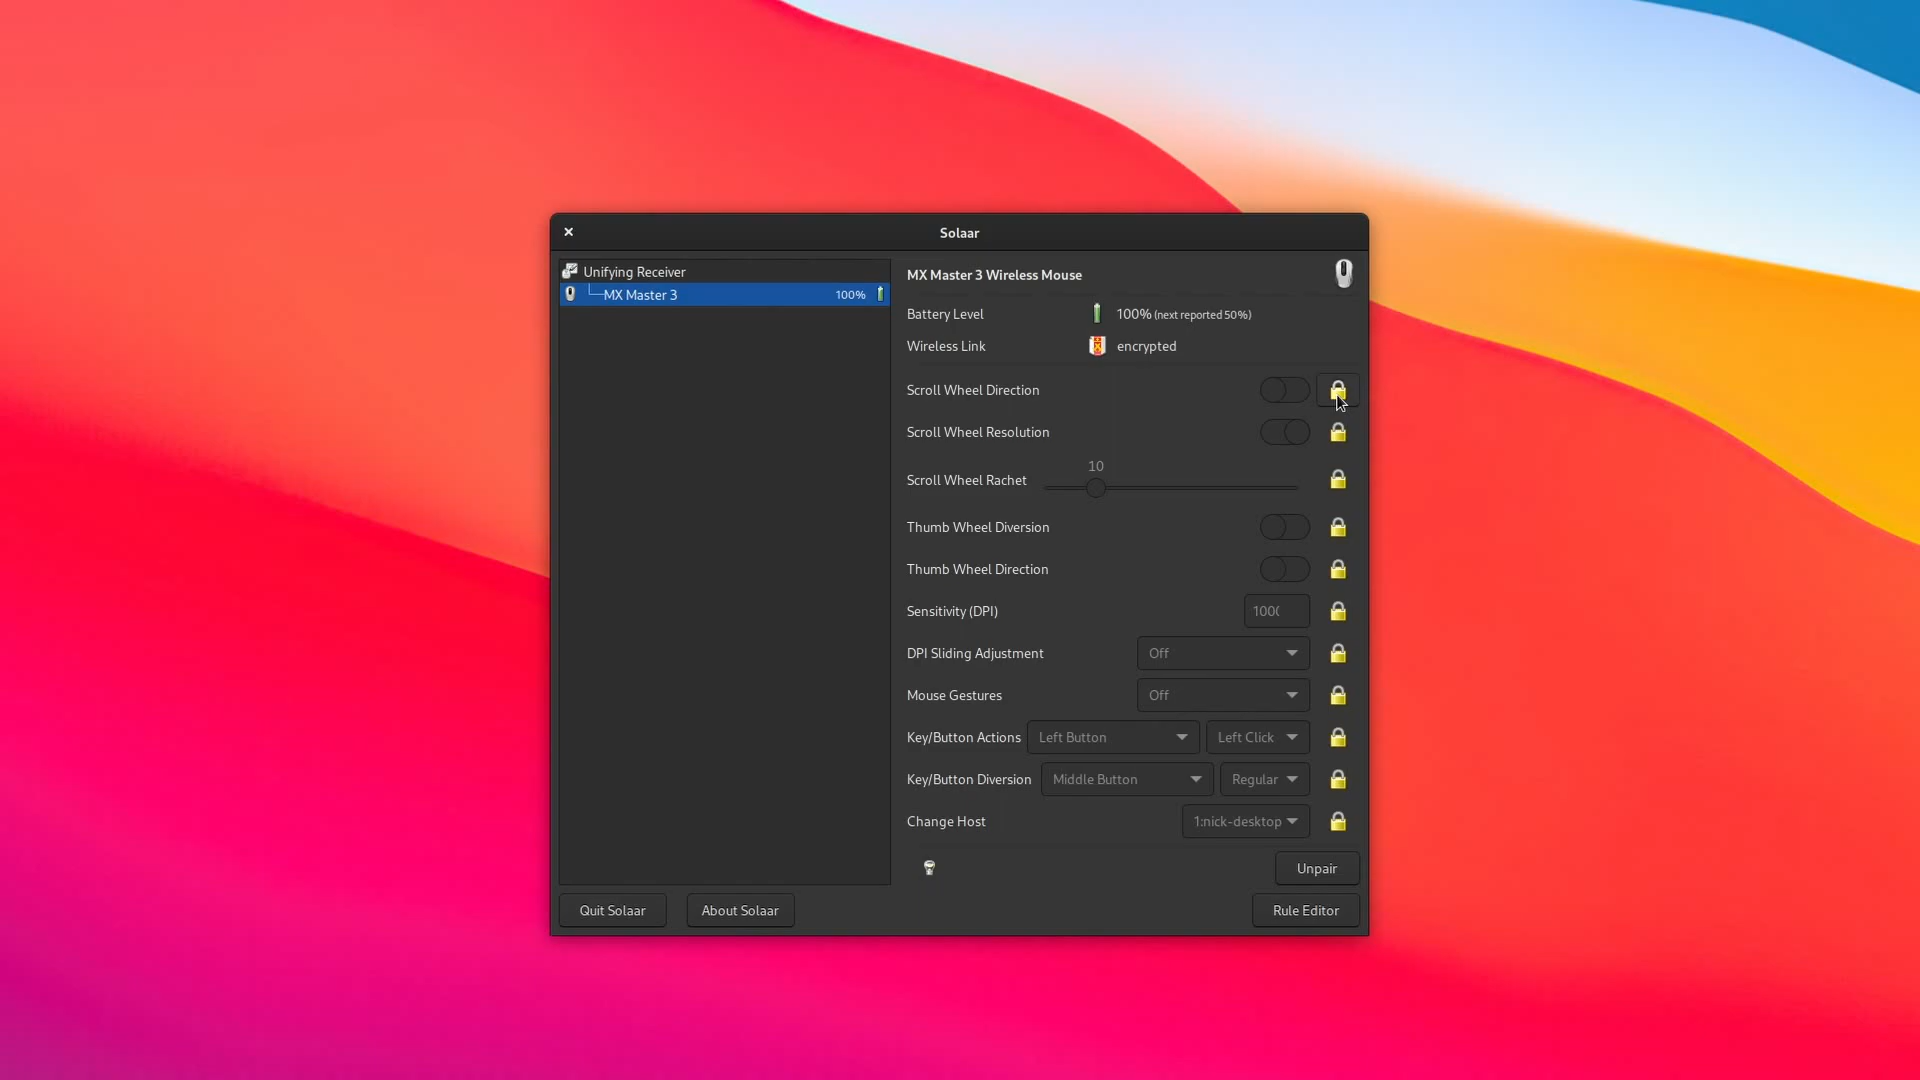 Solaar
Unifying Receiver
MX Master 3 100%
MX Master 3 Wireless Mouse
Battery Level 100% (next reported 50%)
Wireless Link encrypted
Scroll Wheel Direction
Scroll Wheel Resolution
10
Scroll Wheel Rachet
Thumb Wheel Diversion
Thumb Wheel Direction
Sensitivity (DPI) 1000
DPI Sliding Adjustment Off
Mouse Gestures Off
Key/Button Actions Left Button Left Click
Key/Button Diversion Middle Button Regular
Change Host 1:nick-desktop
Unpair
Quit Solaar About Solaar Rule Editor